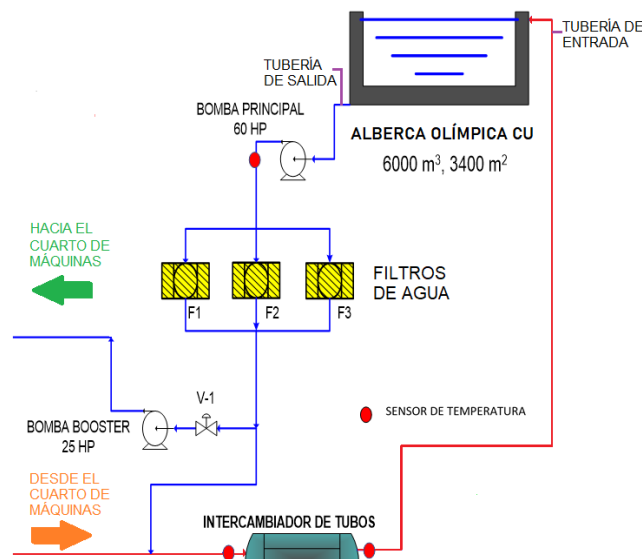 TUBERÍA DE
ENTRADA
TUBERÌA
DE SALIDA
BOMBA PRINCIPAL
60 HP
ALBERCA OLÍMPICA CU
6000 m³, 3400 m²
HACIA EL
CUARTO DE
MÁQUINAS
FILTROS
DE AGUA
F1
F2
F3
V-1
SENSOR DE TEMPERATURA
BOMBA BOOSTER
25 HP
DESDE EL
CUARTO DE
MÁQUINAS
INTERCAMBIADOR DE TUBOS